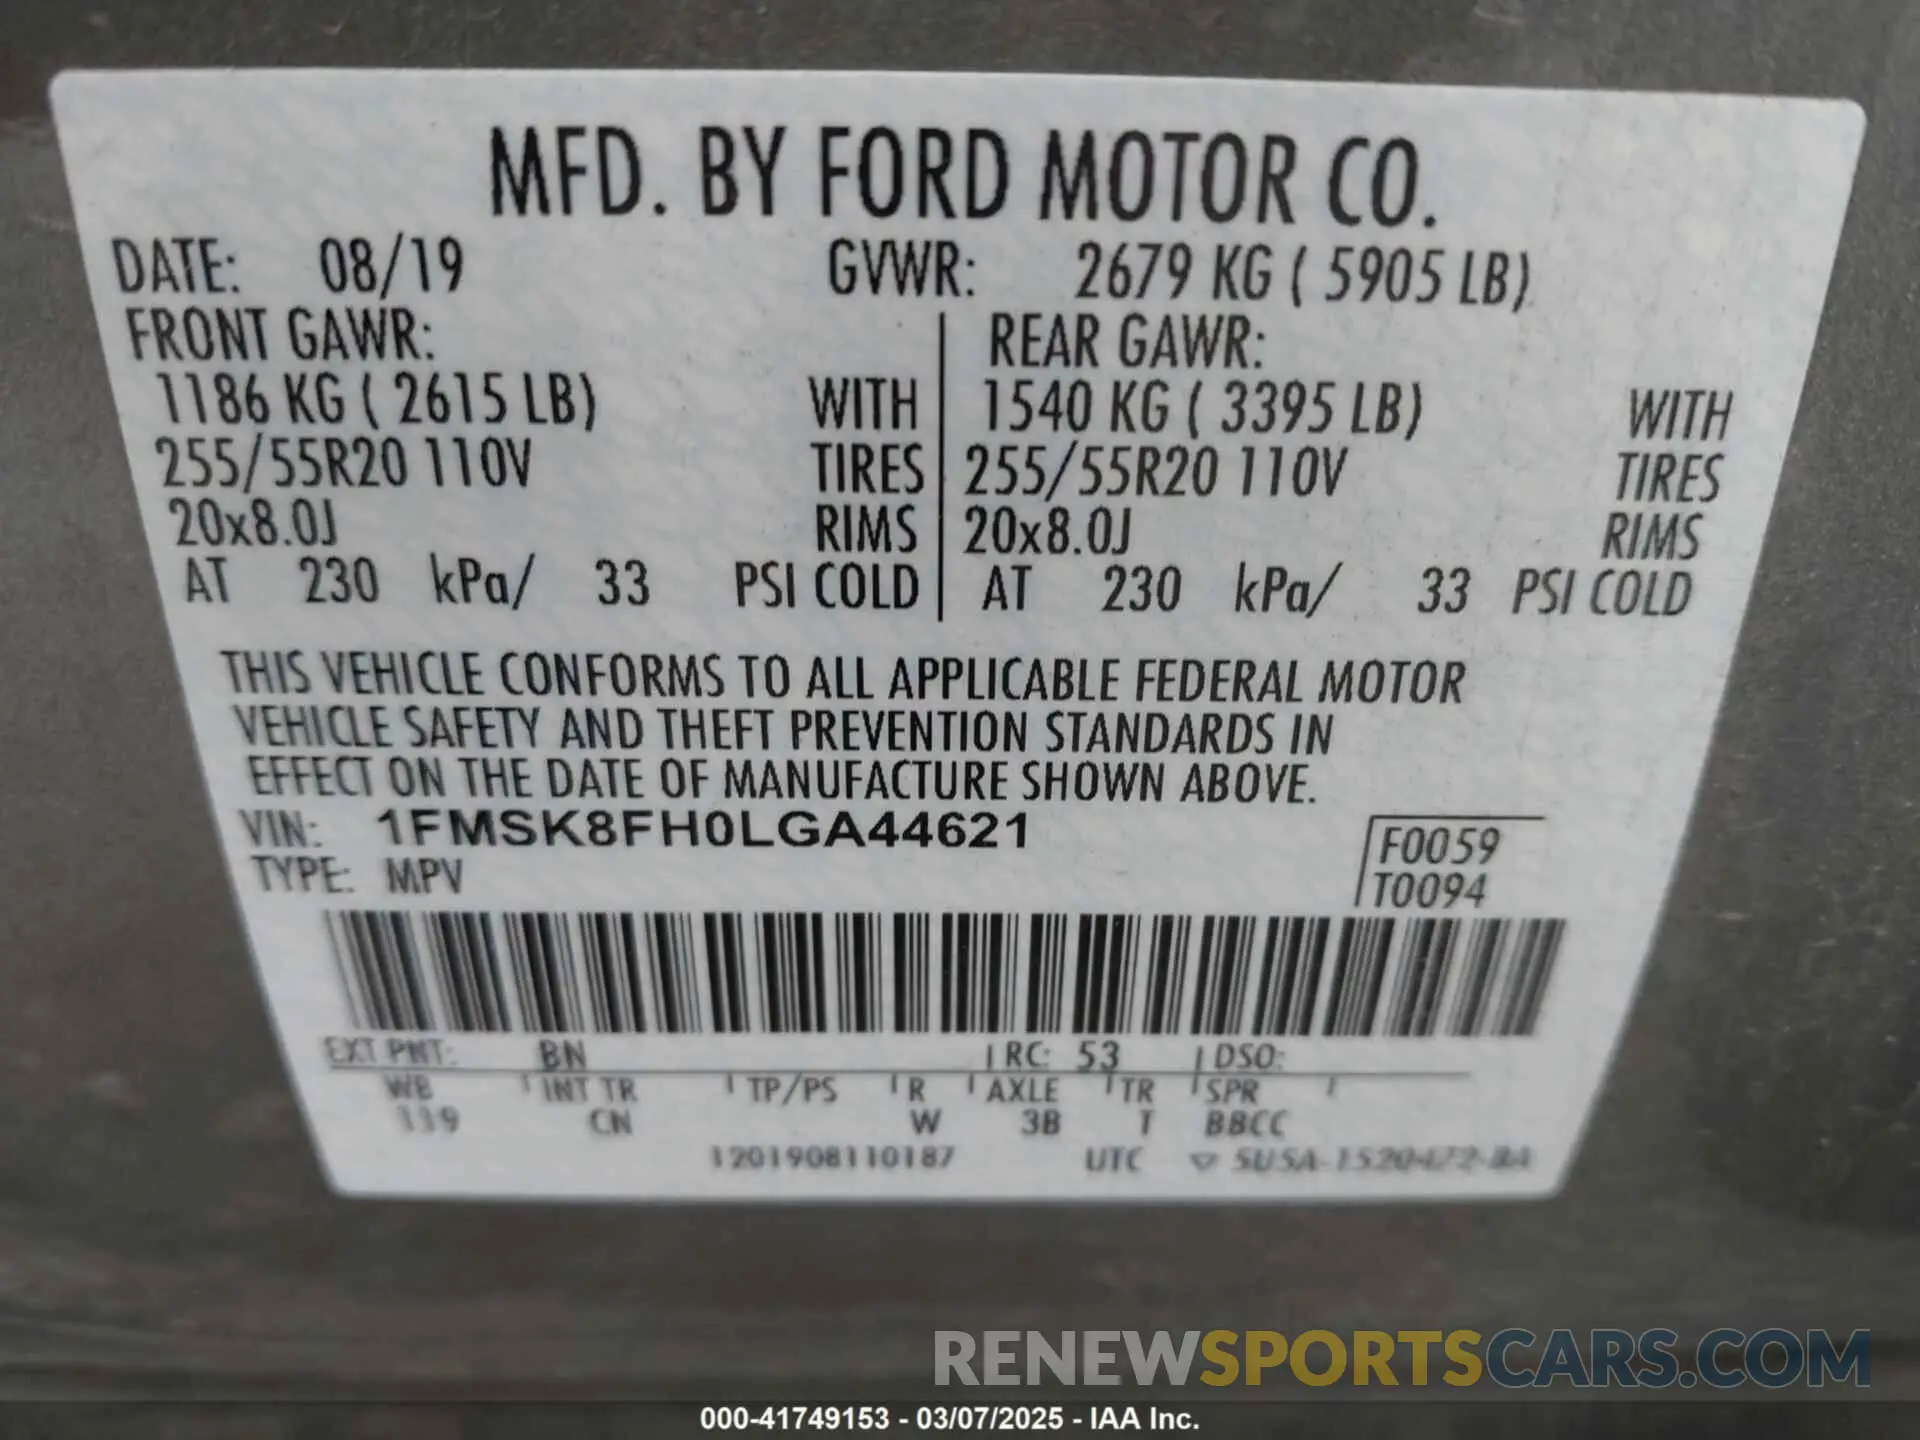 MFD. BY FORD MOTOR CO.
DATE: 08/19 GVWR: 2679 KG ( 5905 LB)
FRONT GAWR: REAR GAWR:
1186 KG ( 2615 LB) WITH 1540 KG ( 3395 LB) WITH
255/55R20 110V TIRES 255/55R20 110V TIRES
20x8.0J RIMS 20x8.0J RIMS
AT 230 kPa/ 33 PSI COLD AT 230 kPa/ 33 PSI COLD
THIS VEHICLE CONFORMS TO ALL APPLICABLE FEDERAL MOTOR
VEHICLE SAFETY AND THEFT PREVENTION STANDARDS IN
EFFECT ON THE DATE OF MANUFACTURE SHOWN ABOVE.
VIN: 1FMSK8FH0LGA44621 F0059
TYPE: MPV T0094
EXT PNT: BN RC: 53 DSO:
WB INT TR TP/PS R AXLE TR SPR
119 CN W 3B T BBCC
1201908110187 UTC ▽ 5U5A-1520472-BA
RENEWSPORTSCARS.COM
000-41749153 - 03/07/2025 - IAA Inc.